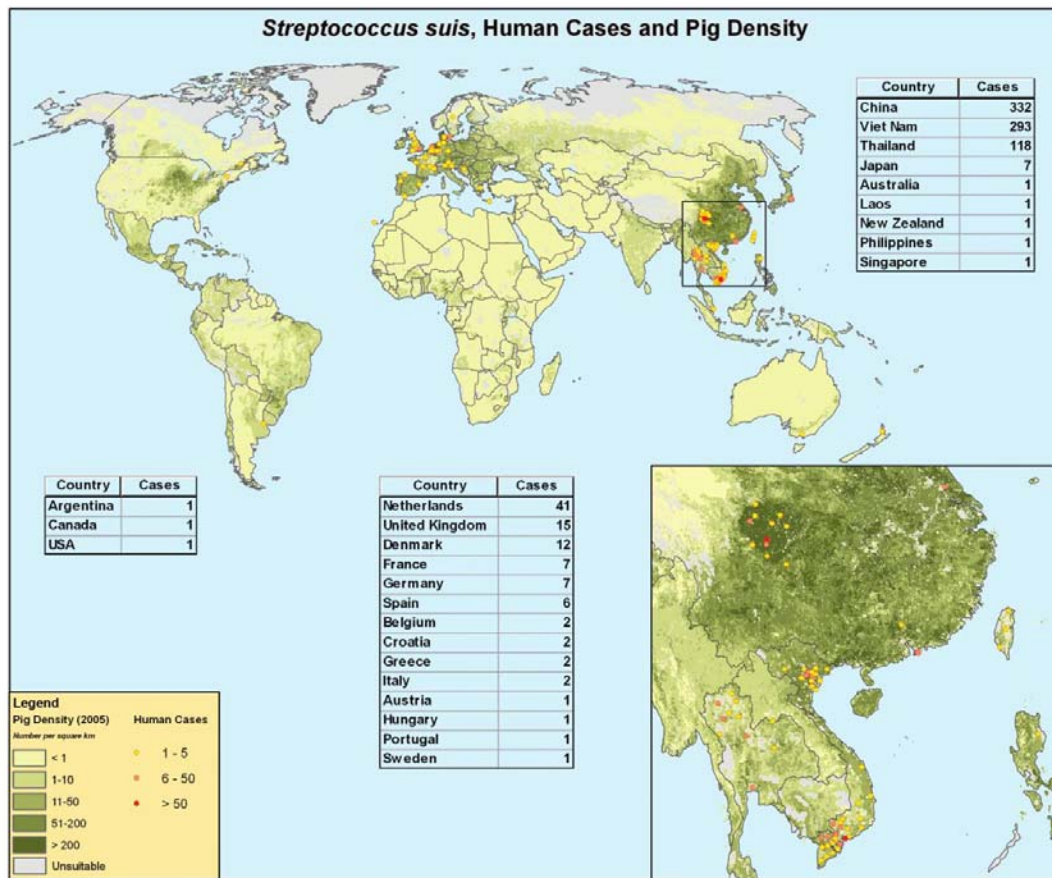 Streptococcus suis, Human Cases and Pig Density
Country Cases
China 332
Viet Nam 293
Thailand 118
Japan 7
Australia 1
Laos 1
New Zealand 1
Philippines 1
Singapore 1
Country Cases
Argentina 1
Canada 1
USA 1
Country Cases
Netherlands 41
United Kingdom 15
Denmark 12
France 7
Germany 7
Spain 6
Belgium 2
Croatia 2
Greece 2
Italy 2
Austria 1
Hungary 1
Portugal 1
Sweden 1
Legend
Pig Density (2005) Human Cases
Number per square km
< 1
1-10
11-50
51-200
> 200
Unsuitable
1 - 5
6 - 50
> 50